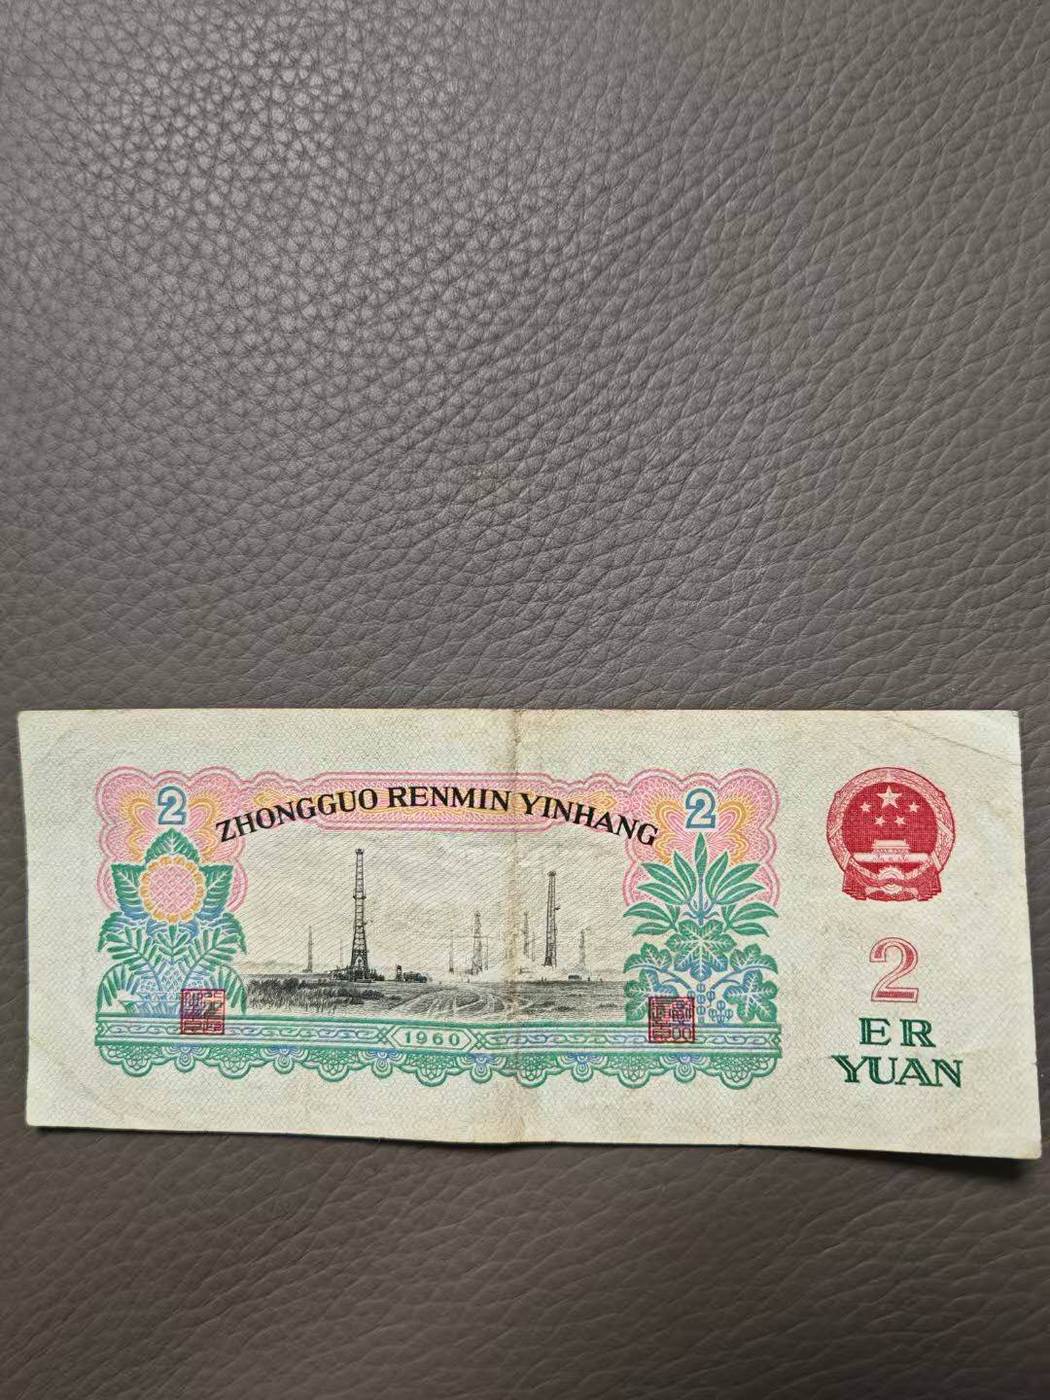 2
2
ZHONGGUO RENMIN YINHANG
2
1960
ER
YUAN